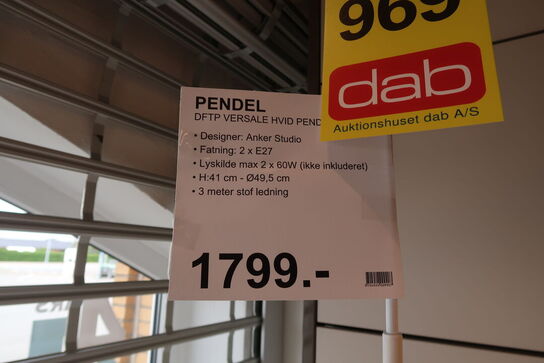 969
dab
Auktionshuset dab A/S
PENDEL
DFTP VERSALE HVID PEND
• Designer: Anker Studio
• Fatning: 2 x E27
• Lyskilde max 2 x 60W (ikke inkluderet)
• H:41 cm - Ø49,5 cm
• 3 meter stof ledning
1799.-